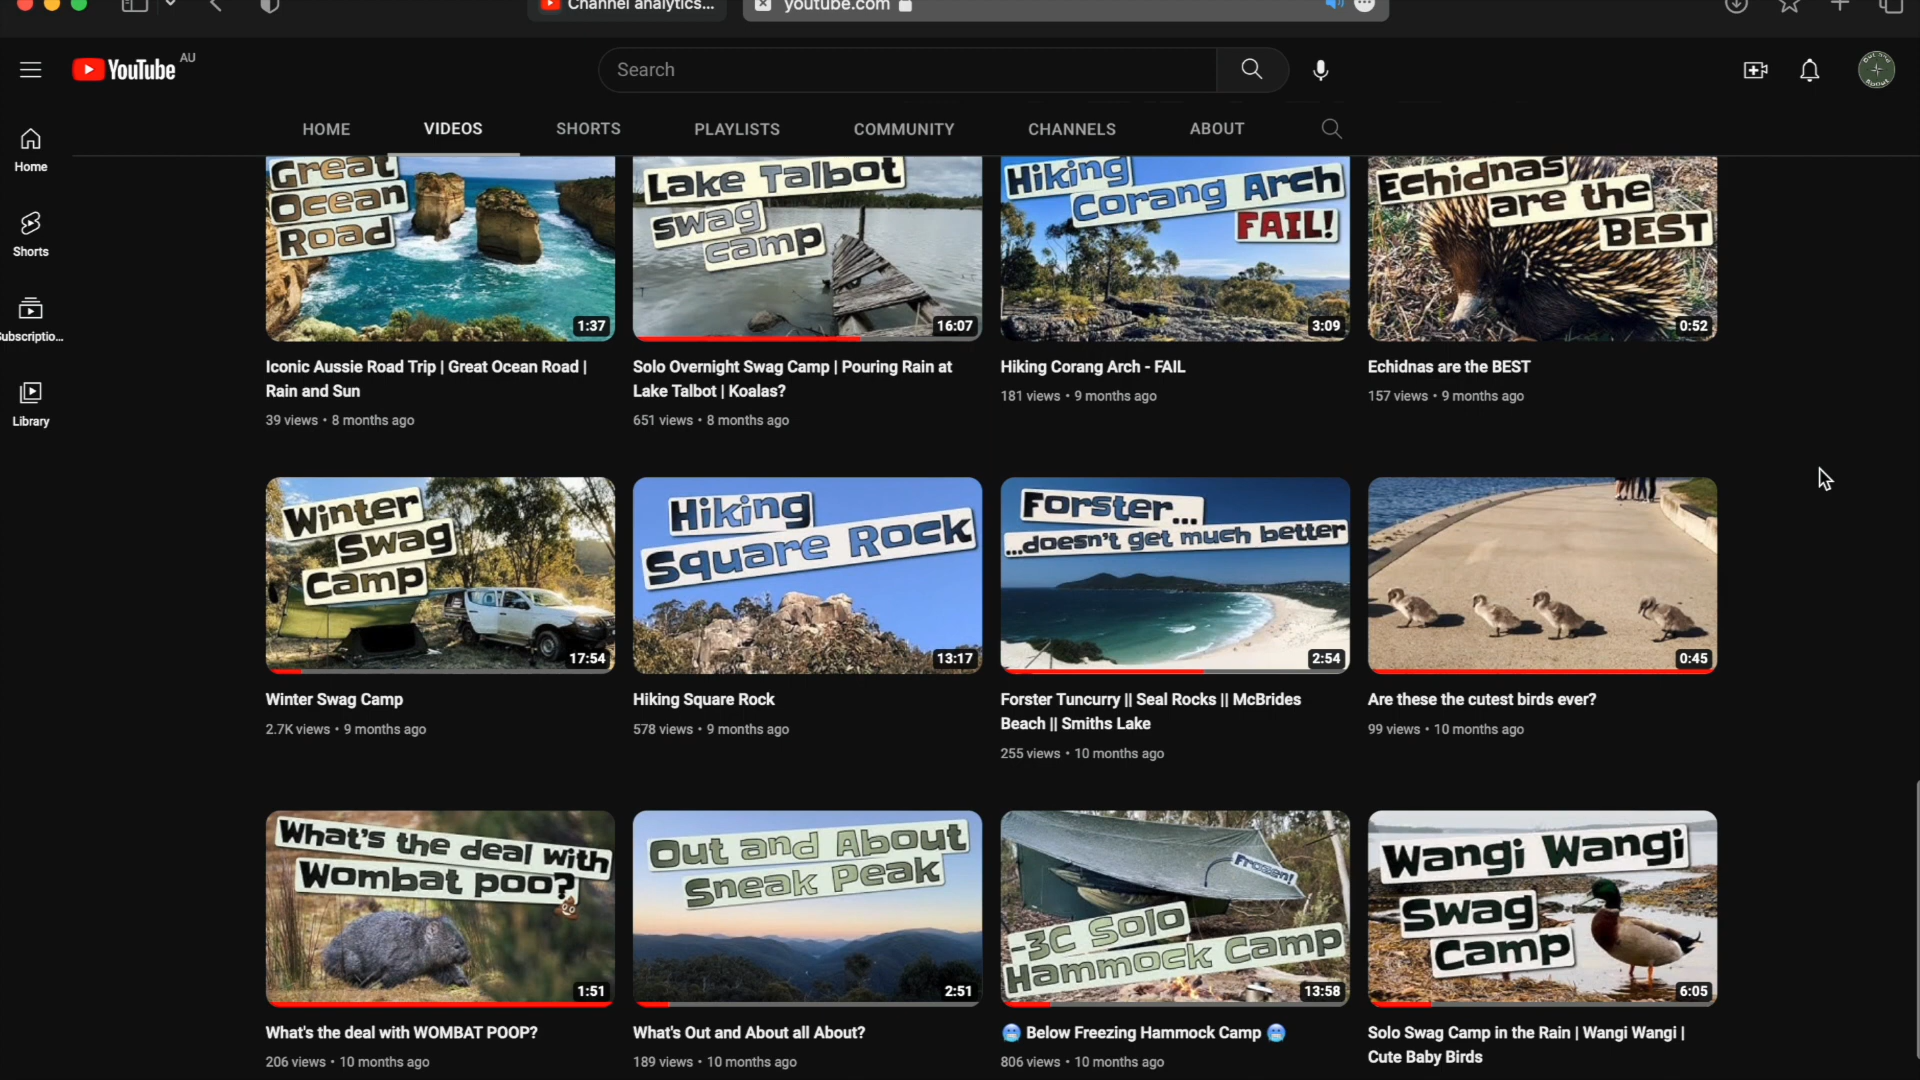 Channel analytics...
youtube.com
YouTube AU
Search
HOME
VIDEOS
SHORTS
PLAYLISTS
COMMUNITY
CHANNELS
ABOUT
Home
Shorts
Subscriptio...
Library
Great
Ocean
Road
1:37
Iconic Aussie Road Trip | Great Ocean Road |
Rain and Sun
39 views • 8 months ago
Lake Talbot
swag
camp
16:07
Solo Overnight Swag Camp | Pouring Rain at
Lake Talbot | Koalas?
651 views • 8 months ago
Hiking
Corang Arch
FAIL!
3:09
Hiking Corang Arch - FAIL
181 views • 9 months ago
Echidnas
are the
BEST
0:52
Echidnas are the BEST
157 views • 9 months ago
Winter
Swag
Camp
17:54
Winter Swag Camp
2.7K views • 9 months ago
Hiking
Square Rock
13:17
Hiking Square Rock
578 views • 9 months ago
Forster...
...doesn't get much better
2:54
Forster Tuncurry || Seal Rocks || McBrides
Beach || Smiths Lake
255 views • 10 months ago
0:45
Are these the cutest birds ever?
99 views • 10 months ago
What's the deal with
Wombat poo?
1:51
What's the deal with WOMBAT POOP?
206 views • 10 months ago
Out and About
Sneak Peak
2:51
What's Out and About all About?
189 views • 10 months ago
Frozen!
-3C Solo
Hammock Camp
13:58
🥶 Below Freezing Hammock Camp 🥶
806 views • 10 months ago
Wangi Wangi
Swag
Camp
6:05
Solo Swag Camp in the Rain | Wangi Wangi |
Cute Baby Birds